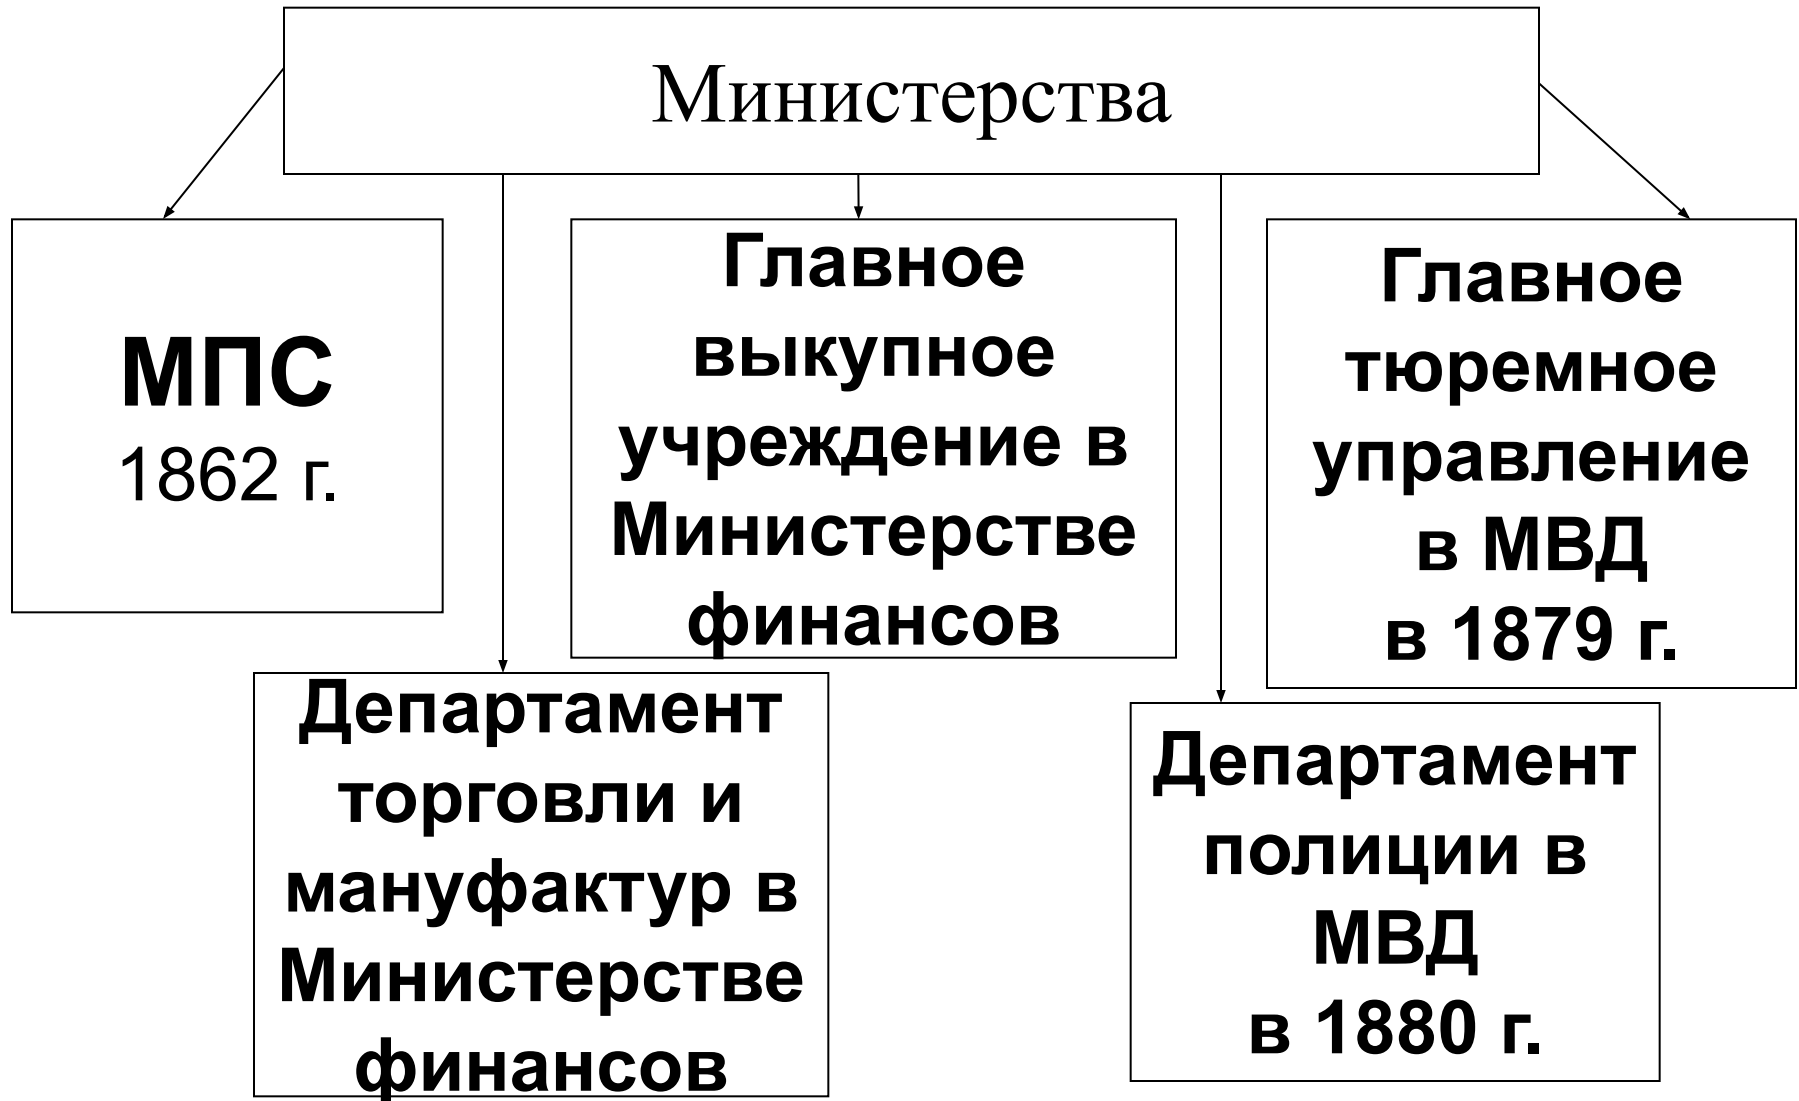 Министерства
МПС
1862 г.
Главное
выкупное
учреждение в
Министерстве
финансов
Главное
тюремное
управление
в МВД
в 1879 г.
Департамент
торговли и
мануфактур в
Министерстве
финансов
Департамент
полиции в
МВД
в 1880 г.